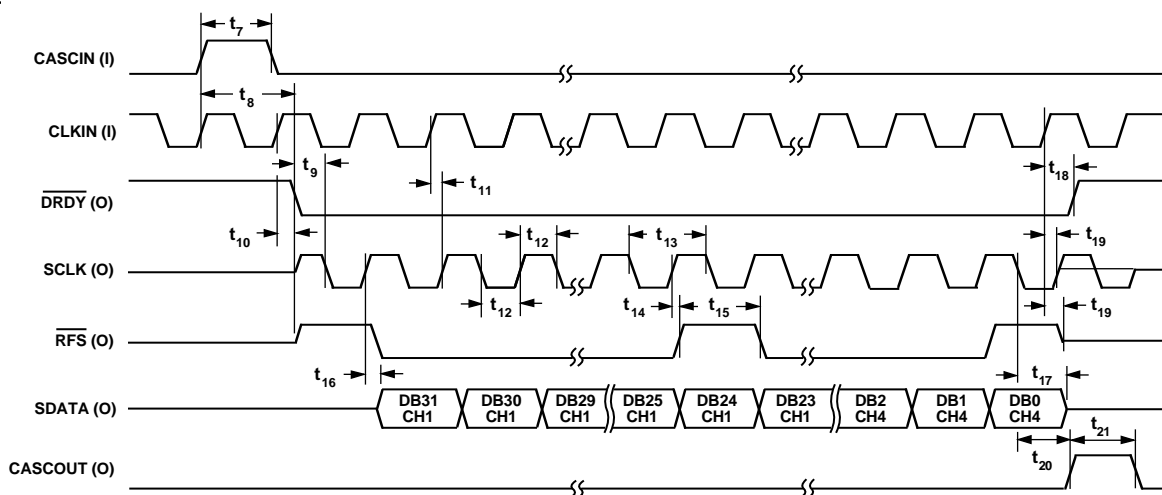 t7
CASCIN (I)
t8
CLKIN (I)
t9
t18
t11
DRDY (O)
t10
t12
t13
t19
SCLK (O)
t12
t14
t15
t19
RFS (O)
t16
t17
DB31 DB30 DB29 DB25 DB24 DB23 DB2 DB1 DB0
SDATA (O)
CH1 CH1 CH1 CH1 CH1 CH1 CH4 CH4 CH4
t21
t20
CASCOUT (O)